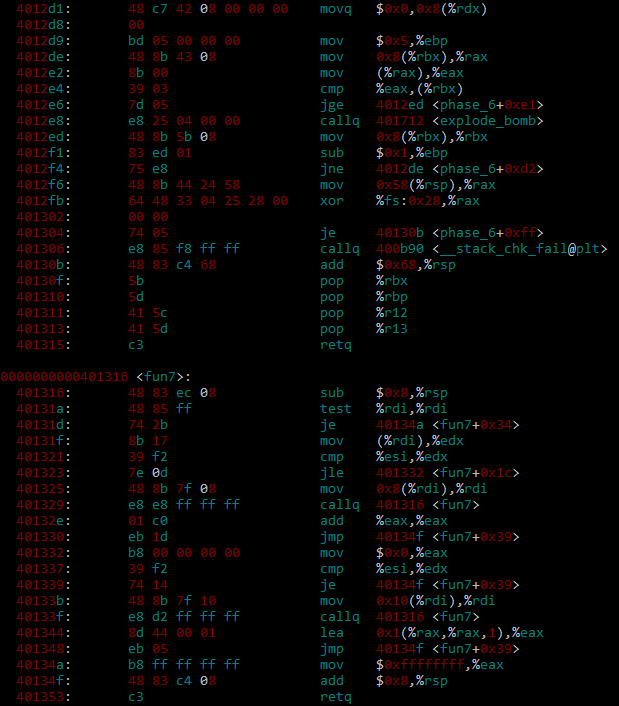 4012d1: 48 c7 42 08 00 00 00 movq $0x0,0x8(%rdx)
4012d8: 00
4012d9: bd 05 00 00 00 mov $0x5,%ebp
4012de: 48 8b 43 08 mov 0x8(%rbx),%rax
4012e2: 8b 00 mov (%rax),%eax
4012e4: 39 03 cmp %eax,(%rbx)
4012e6: 7d 05 jge 4012ed <phase_6+0xe1>
4012e8: e8 25 04 00 00 callq 401712 <explode_bomb>
4012ed: 48 8b 5b 08 mov 0x8(%rbx),%rbx
4012f1: 83 ed 01 sub $0x1,%ebp
4012f4: 75 e8 jne 4012de <phase_6+0xd2>
4012f6: 48 8b 44 24 58 mov 0x58(%rsp),%rax
4012fb: 64 48 33 04 25 28 00 xor %fs:0x28,%rax
401302: 00 00
401304: 74 05 je 40130b <phase_6+0xff>
401306: e8 85 f8 ff ff callq 400b90 <__stack_chk_fail@plt>
40130b: 48 83 c4 68 add $0x68,%rsp
40130f: 5b pop %rbx
401310: 5d pop %rbp
401311: 41 5c pop %r12
401313: 41 5d pop %r13
401315: c3 retq
0000000000401316 <fun7>:
401316: 48 83 ec 08 sub $0x8,%rsp
40131a: 48 85 ff test %rdi,%rdi
40131d: 74 2b je 40134a <fun7+0x34>
40131f: 8b 17 mov (%rdi),%edx
401321: 39 f2 cmp %esi,%edx
401323: 7e 0d jle 401332 <fun7+0x1c>
401325: 48 8b 7f 08 mov 0x8(%rdi),%rdi
401329: e8 e8 ff ff ff callq 401316 <fun7>
40132e: 01 c0 add %eax,%eax
401330: eb 1d jmp 40134f <fun7+0x39>
401332: b8 00 00 00 00 mov $0x0,%eax
401337: 39 f2 cmp %esi,%edx
401339: 74 14 je 40134f <fun7+0x39>
40133b: 48 8b 7f 10 mov 0x10(%rdi),%rdi
40133f: e8 d2 ff ff ff callq 401316 <fun7>
401344: 8d 44 00 01 lea 0x1(%rax,%rax,1),%eax
401348: eb 05 jmp 40134f <fun7+0x39>
40134a: b8 ff ff ff ff mov $0xffffffff,%eax
40134f: 48 83 c4 08 add $0x8,%rsp
401353: c3 retq